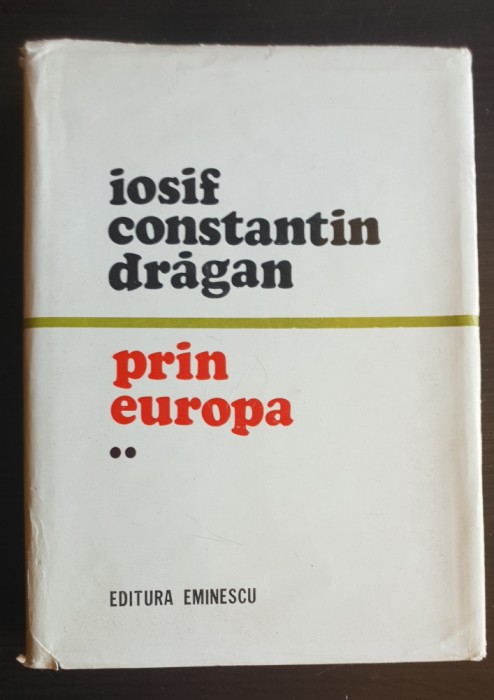 iosif
constantin
drăgan
prin
europa
••
EDITURA EMINESCU